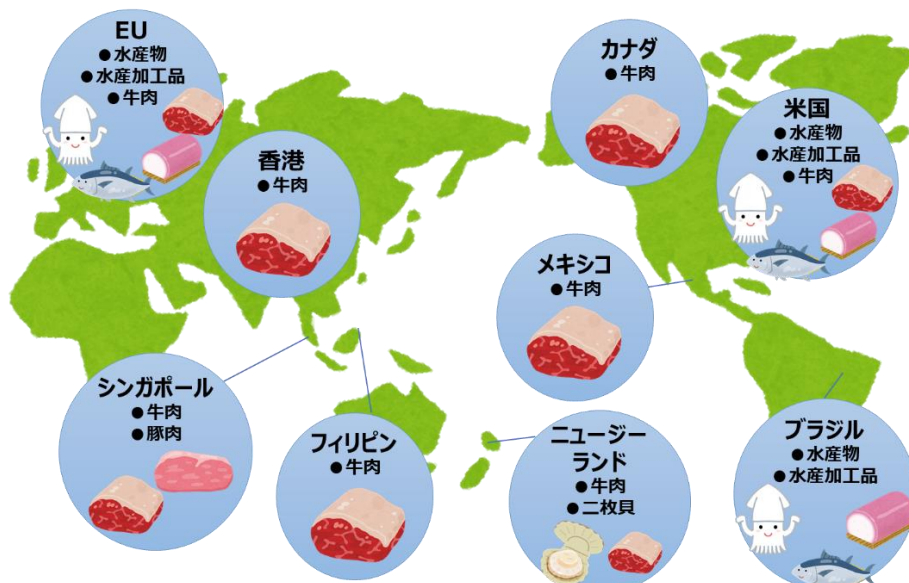 EU
●水産物
●水産加工品
●牛肉
香港
●牛肉
カナダ
●牛肉
米国
●水産物
●水産加工品
●牛肉
メキシコ
●牛肉
シンガポール
●牛肉
●豚肉
フィリピン
●牛肉
ニュージー
ランド
●牛肉
●二枚貝
ブラジル
●水産物
●水産加工品